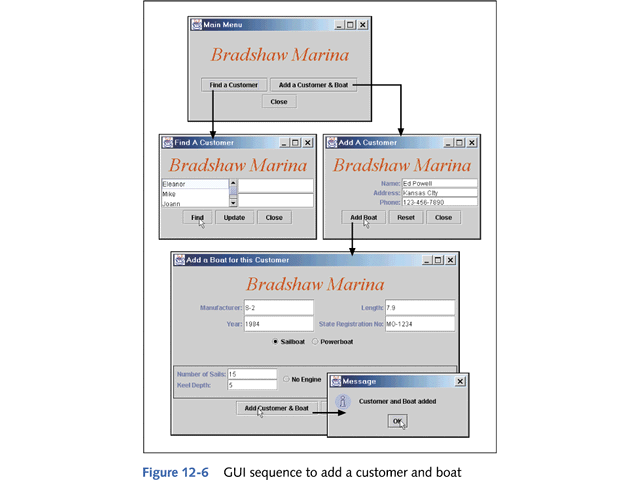 Main Menu
Bradshaw Marina
Find a Customer
Add a Customer & Boat
Close
Find A Customer
Bradshaw Marina
Eleanor
Mike
Joann
Find
Update
Close
Add A Customer
Bradshaw Marina
Name: Ed Powell
Address: Kansas City
Phone: 123-456-7890
Add Boat
Reset
Close
Add a Boat for this Customer
Bradshaw Marina
Manufacturer: S-2
Length: 7.9
Year: 1984
State Registration No: MO-1234
Sailboat
Powerboat
Number of Sails: 15
Keel Depth: 5
No Engine
Add Customer & Boat
Message
Customer and Boat added
OK
Figure 12-6 GUI sequence to add a customer and boat